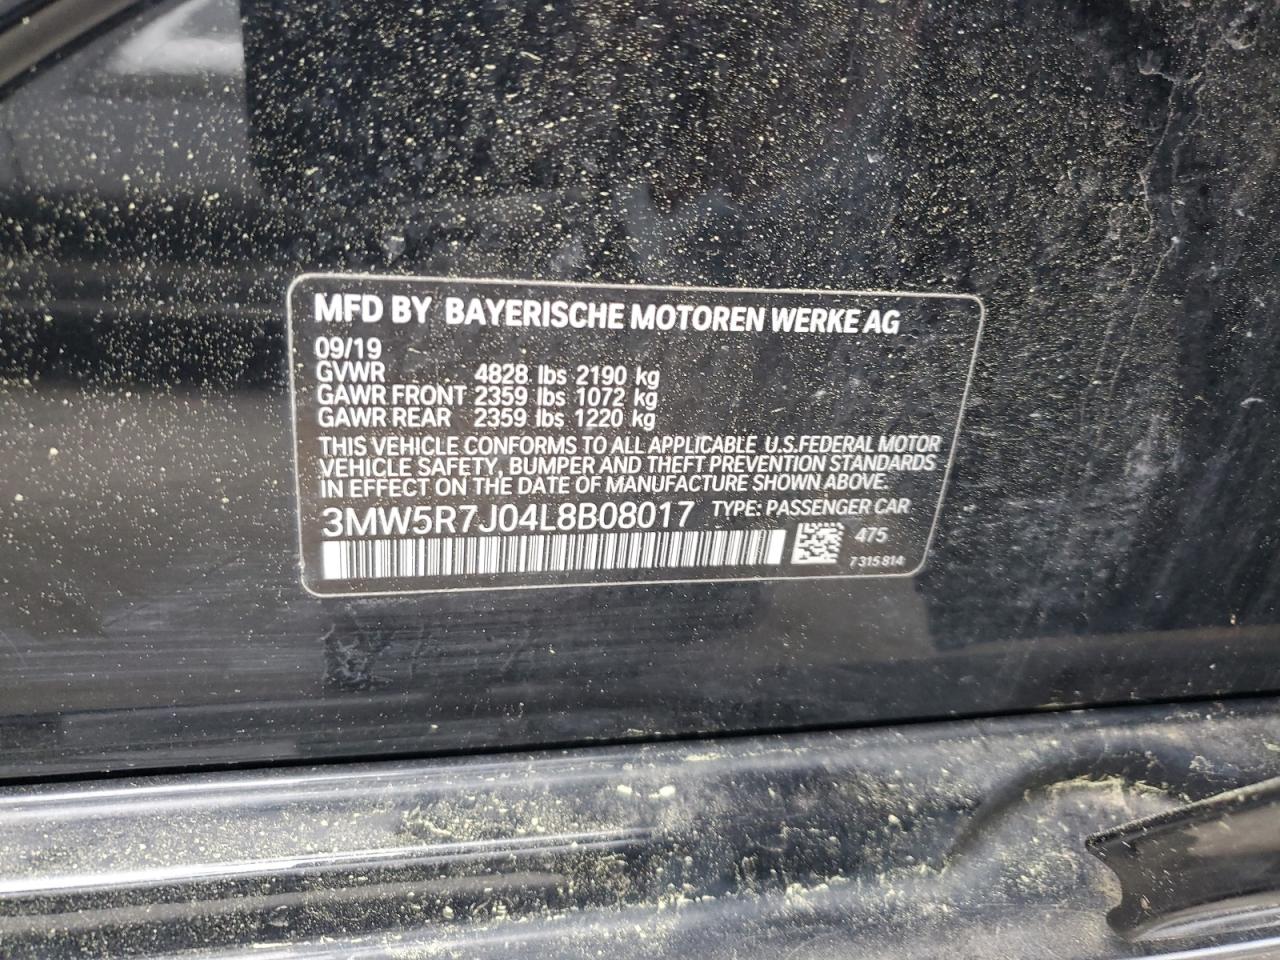 MFD BY BAYERISCHE MOTOREN WERKE AG
09/19
GVWR 4828 lbs 2190 kg
GAWR FRONT 2359 lbs 1072 kg
GAWR REAR 2359 lbs 1220 kg
THIS VEHICLE CONFORMS TO ALL APPLICABLE U.S.FEDERAL MOTOR
VEHICLE SAFETY, BUMPER AND THEFT PREVENTION STANDARDS
IN EFFECT ON THE DATE OF MANUFACTURE SHOWN ABOVE.
3MW5R7J04L8B08017 TYPE: PASSENGER CAR
475
7315814